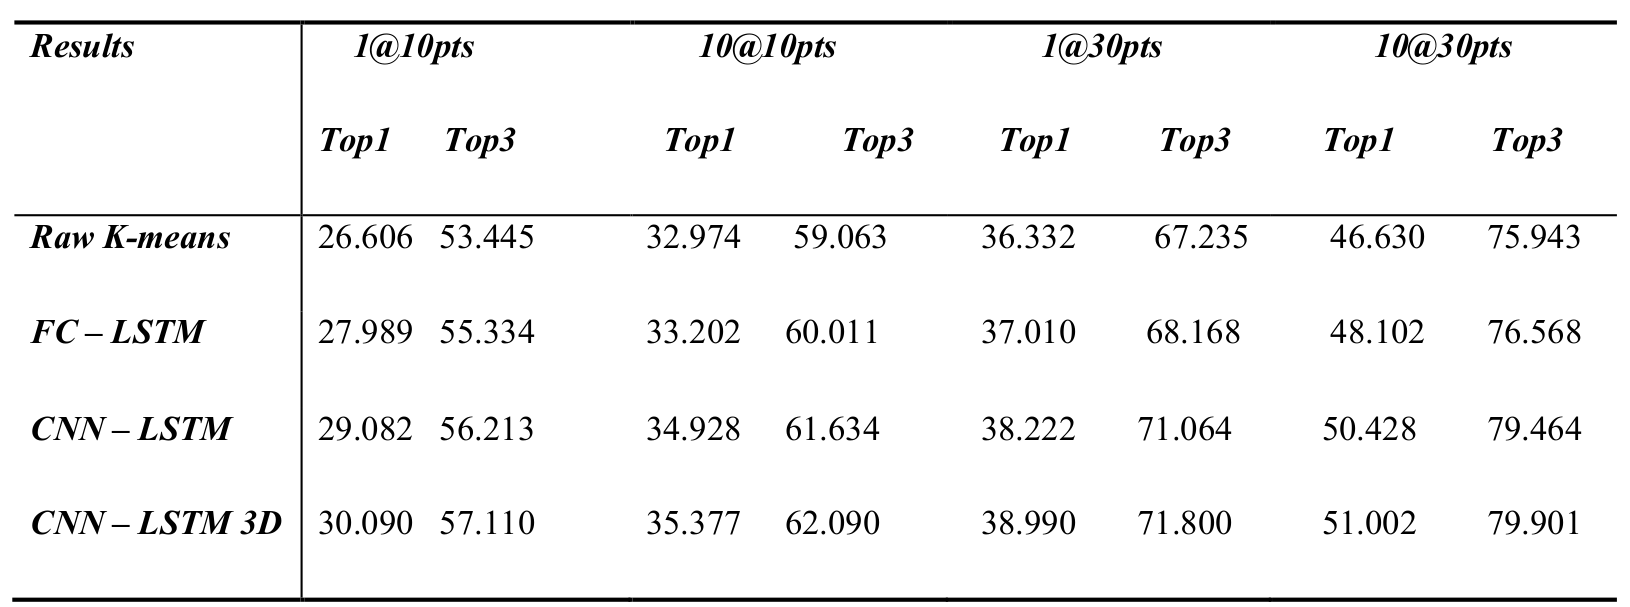 Results 1@10pts 10@10pts 1@30pts 10@30pts
Top1 Top3 Top1 Top3 Top1 Top3 Top1 Top3
Raw K-means 26.606 53.445 32.974 59.063 36.332 67.235 46.630 75.943
FC – LSTM 27.989 55.334 33.202 60.011 37.010 68.168 48.102 76.568
CNN – LSTM 29.082 56.213 34.928 61.634 38.222 71.064 50.428 79.464
CNN – LSTM 3D 30.090 57.110 35.377 62.090 38.990 71.800 51.002 79.901